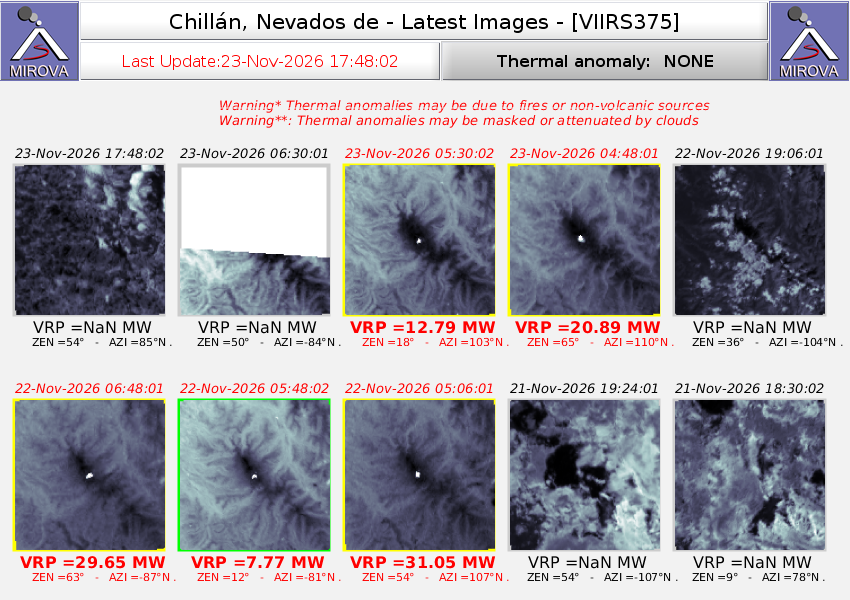 Chillán, Nevados de - Latest Images - [VIIRS375]
MIROVA
Last Update:23-Nov-2026 17:48:02
Thermal anomaly: NONE
MIROVA
Warning* Thermal anomalies may be due to fires or non-volcanic sources
Warning**: Thermal anomalies may be masked or attenuated by clouds
23-Nov-2026 17:48:02 23-Nov-2026 06:30:01 23-Nov-2026 05:30:02 23-Nov-2026 04:48:01 22-Nov-2026 19:06:01
VRP =NaN MW VRP =NaN MW VRP =12.79 MW VRP =20.89 MW VRP =NaN MW
ZEN =54° - AZI =85°N . ZEN =50° - AZI =-84°N . ZEN =18° - AZI =103°N . ZEN =65° - AZI =110°N . ZEN =36° - AZI =-104°N .
22-Nov-2026 06:48:01 22-Nov-2026 05:48:02 22-Nov-2026 05:06:01 21-Nov-2026 19:24:01 21-Nov-2026 18:30:02
VRP =29.65 MW VRP =7.77 MW VRP =31.05 MW VRP =NaN MW VRP =NaN MW
ZEN =63° - AZI =-87°N . ZEN =12° - AZI =-81°N . ZEN =54° - AZI =107°N . ZEN =54° - AZI =-107°N . ZEN =9° - AZI =78°N .